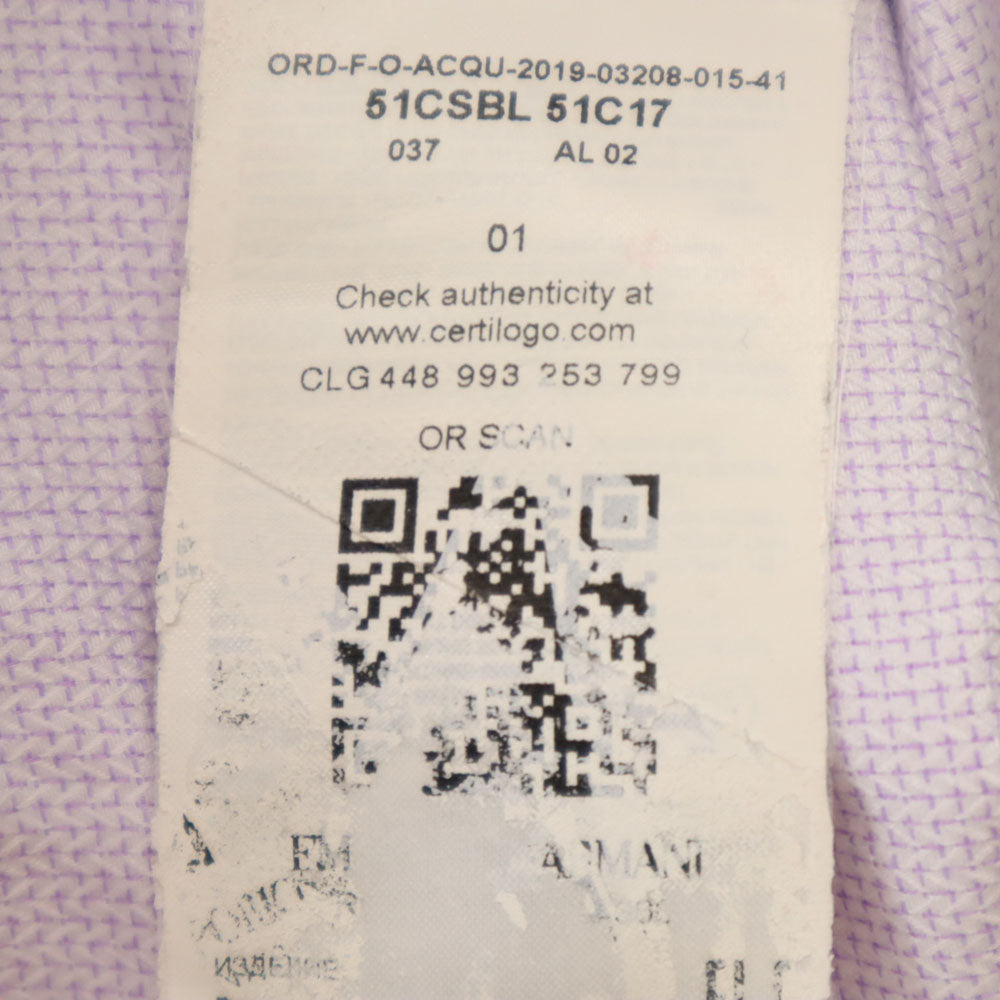 ORD-F-O-ACQU-2019-03208-015-41
51CSBL 51C17
037 AL 02
01
Check authenticity at
www.certilogo.com
CLG 448 993 253 799
OR SCAN
ИЗДЕЛИЕ